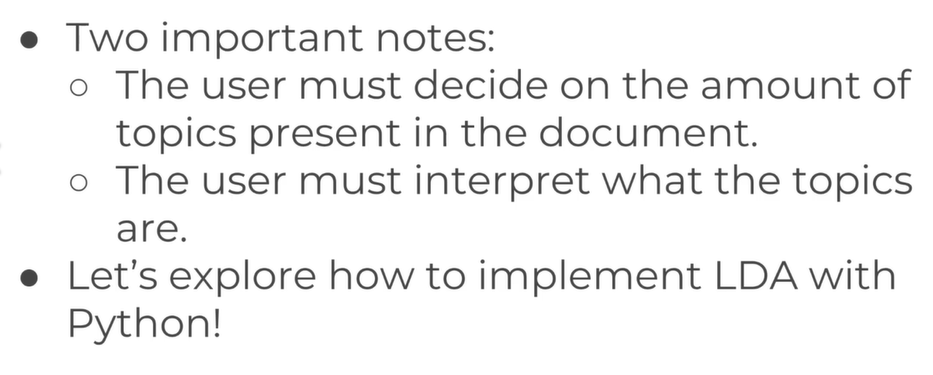 ● Two important notes:
○ The user must decide on the amount of
topics present in the document.
○ The user must interpret what the topics
are.
● Let’s explore how to implement LDA with
Python!